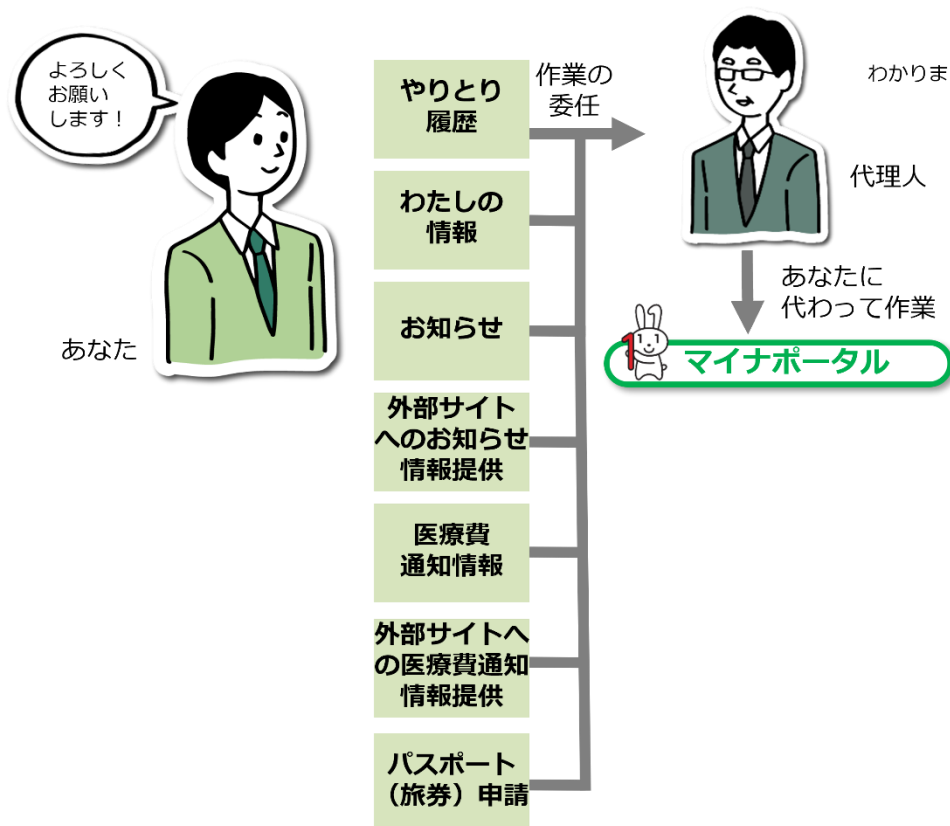 よろしく
お願い
します！
あなた
やりとり
履歴
わたしの
情報
お知らせ
外部サイト
へのお知らせ
情報提供
医療費
通知情報
外部サイトへ
の医療費通知
情報提供
パスポート
（旅券）申請
作業の
委任
わかりま
代理人
あなたに
代わって作業
1
マイナポータル